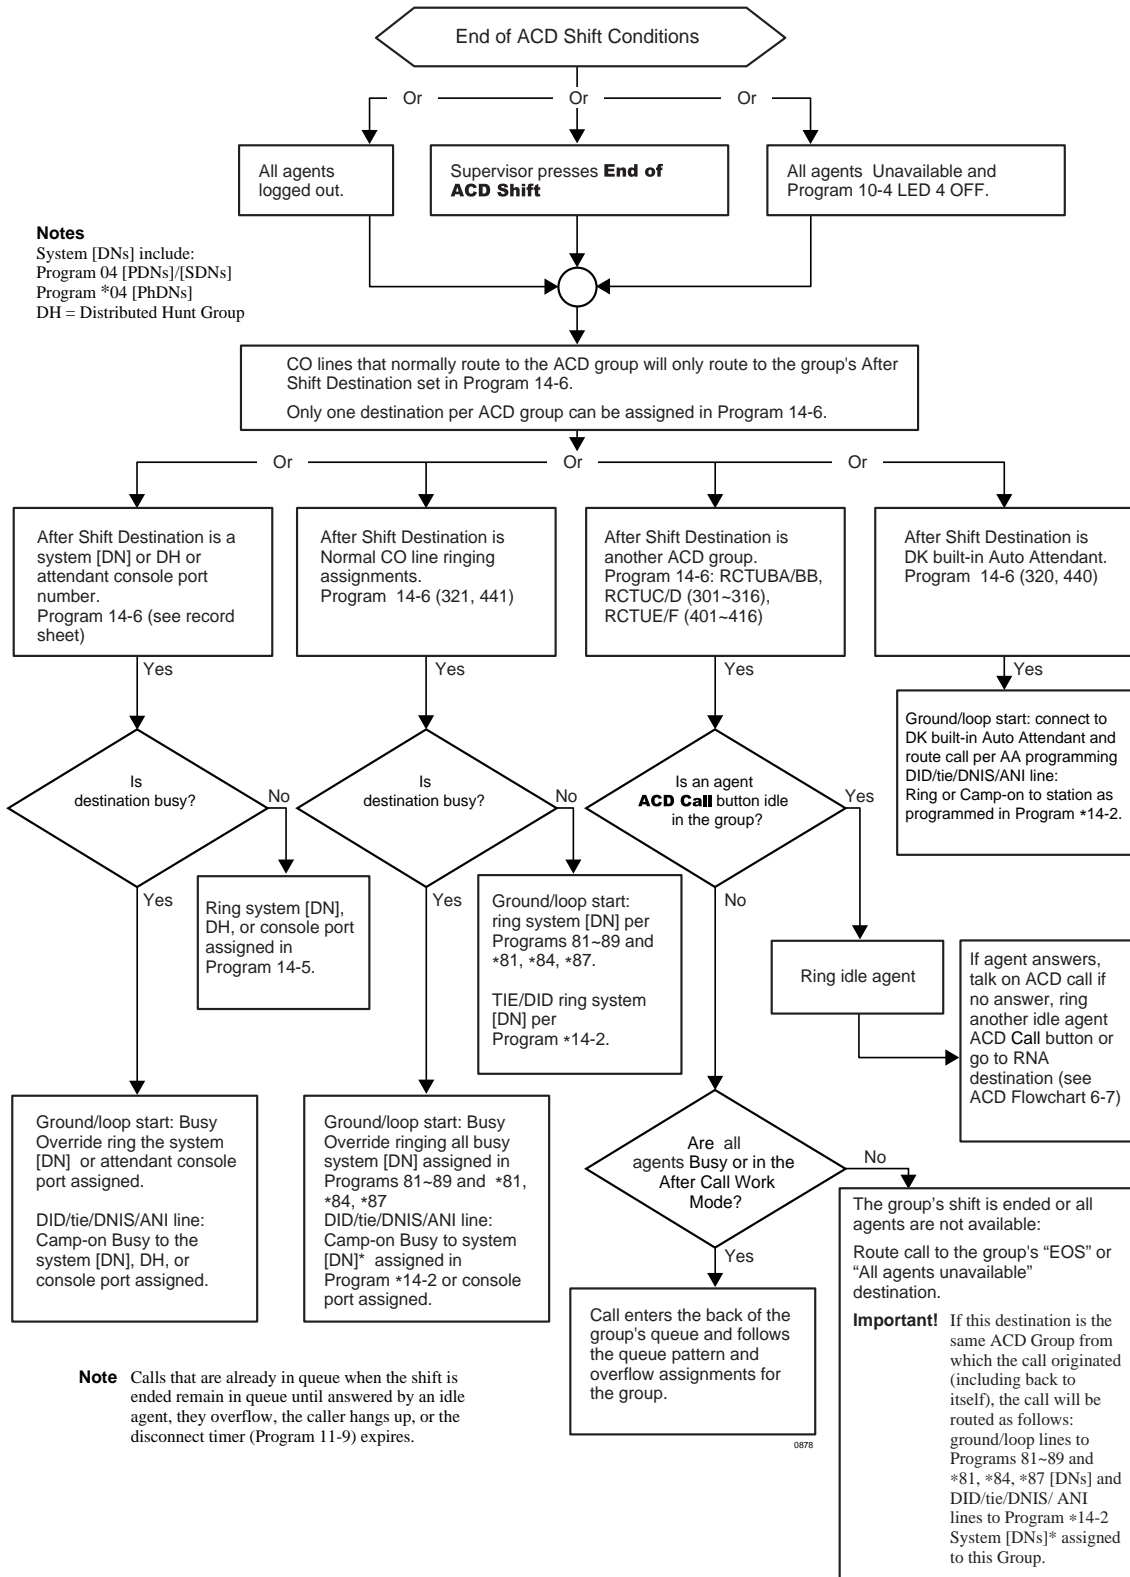 End of ACD Shift Conditions
Or
Or
Or
All agents
logged out.
Supervisor presses End of
ACD Shift
All agents Unavailable and
Program 10-4 LED 4 OFF.
Notes
System [DNs] include:
Program 04 [PDNs]/[SDNs]
Program *04 [PhDNs]
DH = Distributed Hunt Group
CO lines that normally route to the ACD group will only route to the group's After
Shift Destination set in Program 14-6.
Only one destination per ACD group can be assigned in Program 14-6.
Or
Or
Or
After Shift Destination is a
system [DN] or DH or
attendant console port
number.
Program 14-6 (see record
sheet)
After Shift Destination is
Normal CO line ringing
assignments.
Program 14-6 (321, 441)
After Shift Destination is
another ACD group.
Program 14-6: RCTUBA/BB,
RCTUC/D (301~316),
RCTUE/F (401~416)
After Shift Destination is
DK built-in Auto Attendant.
Program 14-6 (320, 440)
Yes
Yes
Yes
Yes
Ground/loop start: connect to
DK built-in Auto Attendant and
route call per AA programming
DID/tie/DNIS/ANI line:
Ring or Camp-on to station as
programmed in Program *14-2.
Is
destination busy?
No
Is
destination busy?
No
Is an agent
ACD Call button idle
in the group?
Yes
Yes
Ring system [DN],
DH, or console port
assigned in
Program 14-5.
Yes
Ground/loop start:
ring system [DN] per
Programs 81~89 and
*81, *84, *87.
TIE/DID ring system
[DN] per
Program *14-2.
No
Ring idle agent
If agent answers,
talk on ACD call if
no answer, ring
another idle agent
ACD Call button or
go to RNA
destination (see
ACD Flowchart 6-7)
Ground/loop start: Busy
Override ring the system
[DN] or attendant console
port assigned.
DID/tie/DNIS/ANI line:
Camp-on Busy to the
system [DN], DH, or
console port assigned.
Ground/loop start: Busy
Override ringing all busy
system [DN] assigned in
Programs 81~89 and *81,
*84, *87
DID/tie/DNIS/ANI line:
Camp-on Busy to system
[DN]* assigned in
Program *14-2 or console
port assigned.
Are all
agents Busy or in the
After Call Work
Mode?
No
Yes
Call enters the back of the
group's queue and follows
the queue pattern and
overflow assignments for
the group.
0878
The group's shift is ended or all
agents are not available:
Route call to the group's “EOS” or
“All agents unavailable”
destination.
Important! If this destination is the
same ACD Group from
which the call originated
(including back to
itself), the call will be
routed as follows:
ground/loop lines to
Programs 81~89 and
*81, *84, *87 [DNs] and
DID/tie/DNIS/ ANI
lines to Program *14-2
System [DNs]* assigned
to this Group.
Note Calls that are already in queue when the shift is
ended remain in queue until answered by an idle
agent, they overflow, the caller hangs up, or the
disconnect timer (Program 11-9) expires.